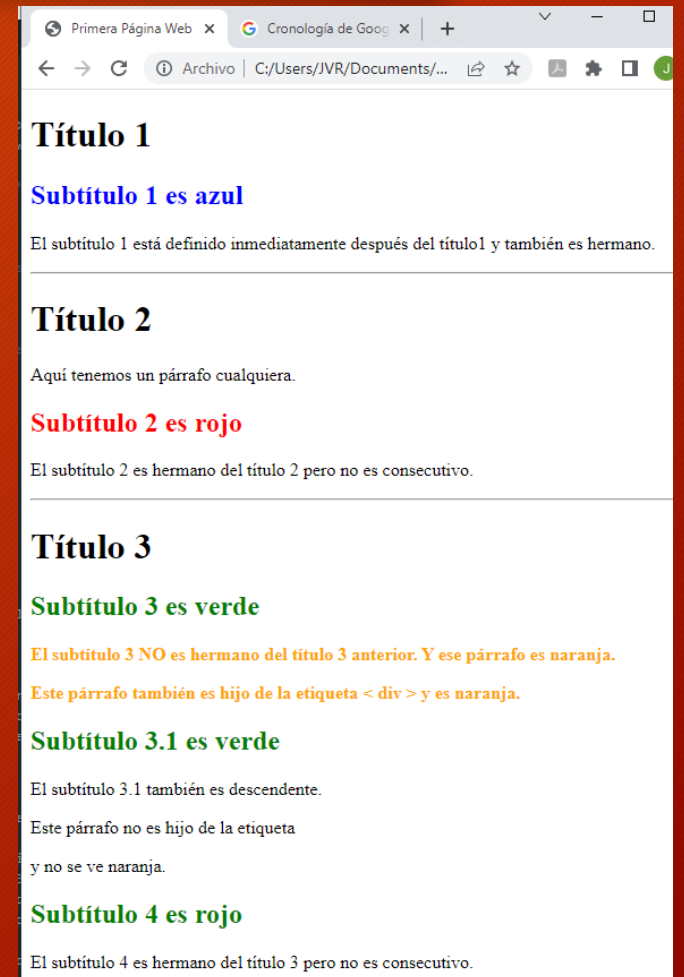 Primera Página Web
Cronología de Goog
Archivo | C:/Users/JVR/Documents/...
J
Título 1
Subtítulo 1 es azul
El subtítulo 1 está definido inmediatamente después del título1 y también es hermano.
Título 2
Aquí tenemos un párrafo cualquiera.
Subtítulo 2 es rojo
El subtítulo 2 es hermano del título 2 pero no es consecutivo.
Título 3
Subtítulo 3 es verde
El subtítulo 3 NO es hermano del título 3 anterior. Y ese párrafo es naranja.
Este párrafo también es hijo de la etiqueta < div > y es naranja.
Subtítulo 3.1 es verde
El subtítulo 3.1 también es descendente.
Este párrafo no es hijo de la etiqueta
y no se ve naranja.
Subtítulo 4 es rojo
El subtítulo 4 es hermano del título 3 pero no es consecutivo.